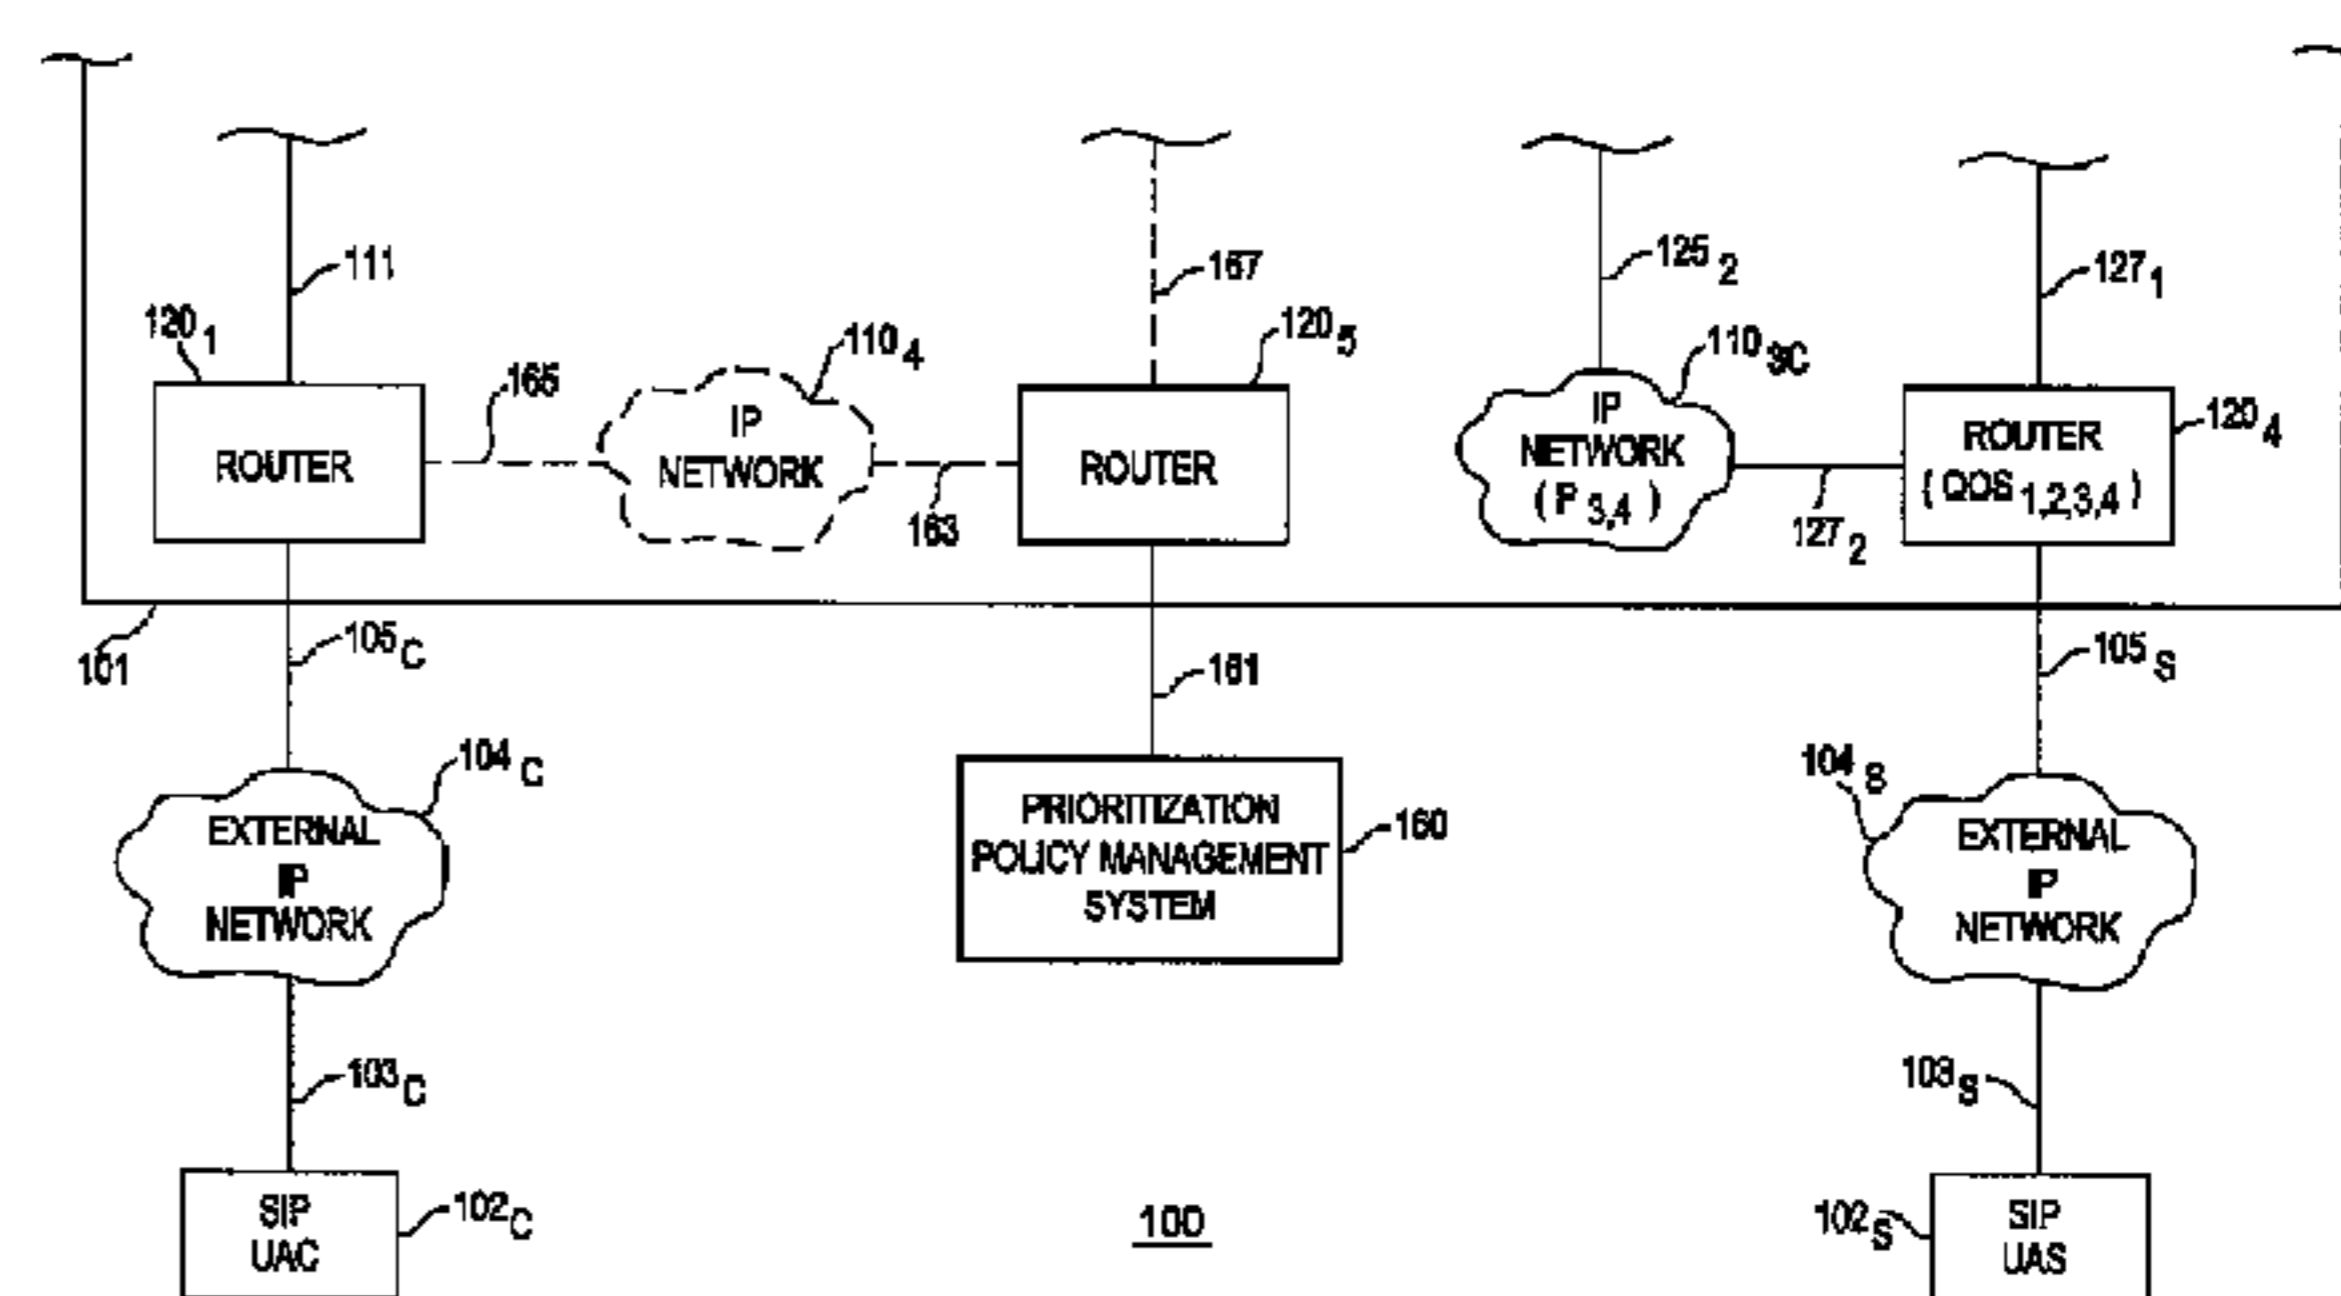 111
167
125 2
127 1
120 1
110 4
120 5
110 SC
120 4
165
IP
NETWORK
ROUTER
163
ROUTER
IP
NETWORK
( P 3,4 )
127 2
ROUTER
( QOS 1,2,3,4 )
101
105 C
161
105 S
104 C
EXTERNAL
IP
NETWORK
PRIORITIZATION
POLICY MANAGEMENT
SYSTEM
160
104 S
EXTERNAL
IP
NETWORK
103 C
103 S
SIP
UAC
102 C
100
102 S
SIP
UAS